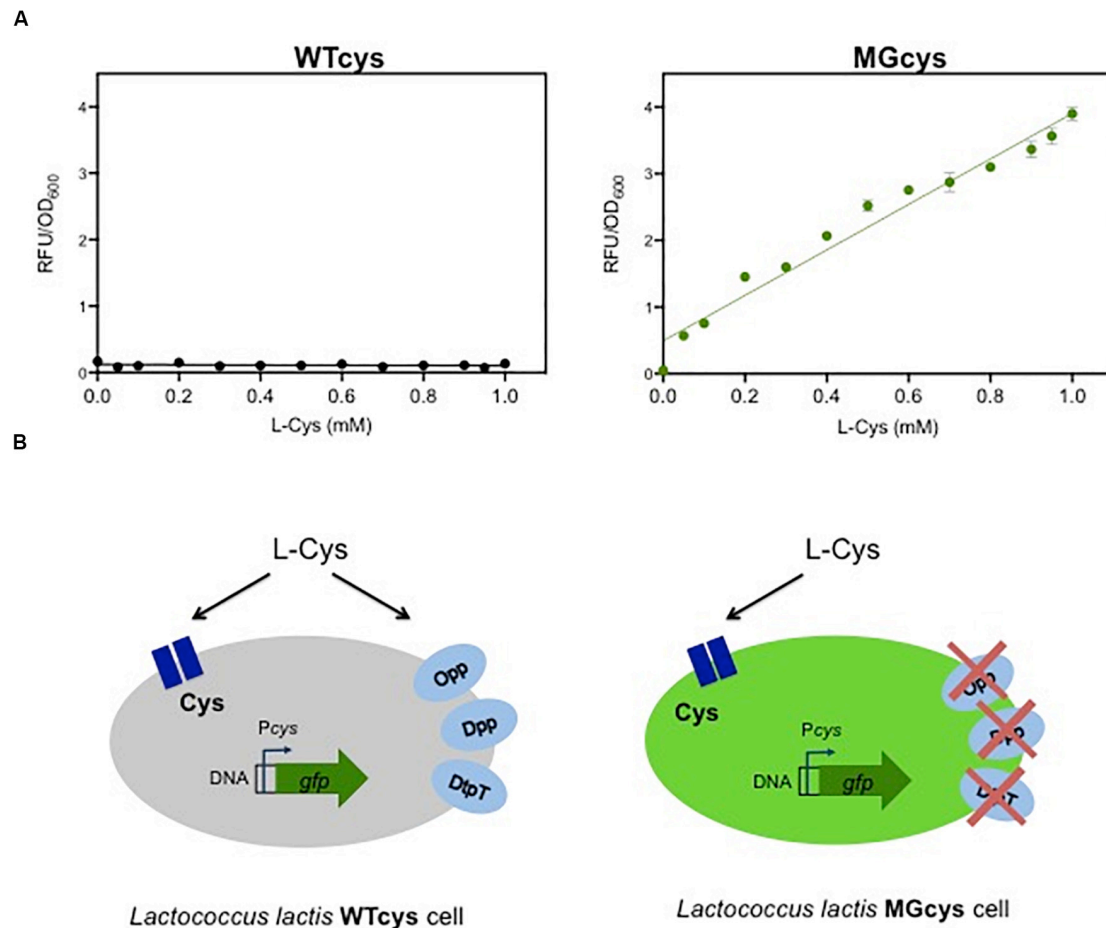 A
WTcys
MGcys
RFU/OD600
4
3
2
1
0
0.0 0.2 0.4 0.6 0.8 1.0
L-Cys (mM)
RFU/OD600
4
3
2
1
0
0.0 0.2 0.4 0.6 0.8 1.0
L-Cys (mM)
B
L-Cys
Cys
Opp
Dpp
DtpT
Pcys
DNA
gfp
Lactococcus lactis WTcys cell
L-Cys
Cys
Opp
Dpp
DtpT
Pcys
DNA
gfp
Lactococcus lactis MGcys cell